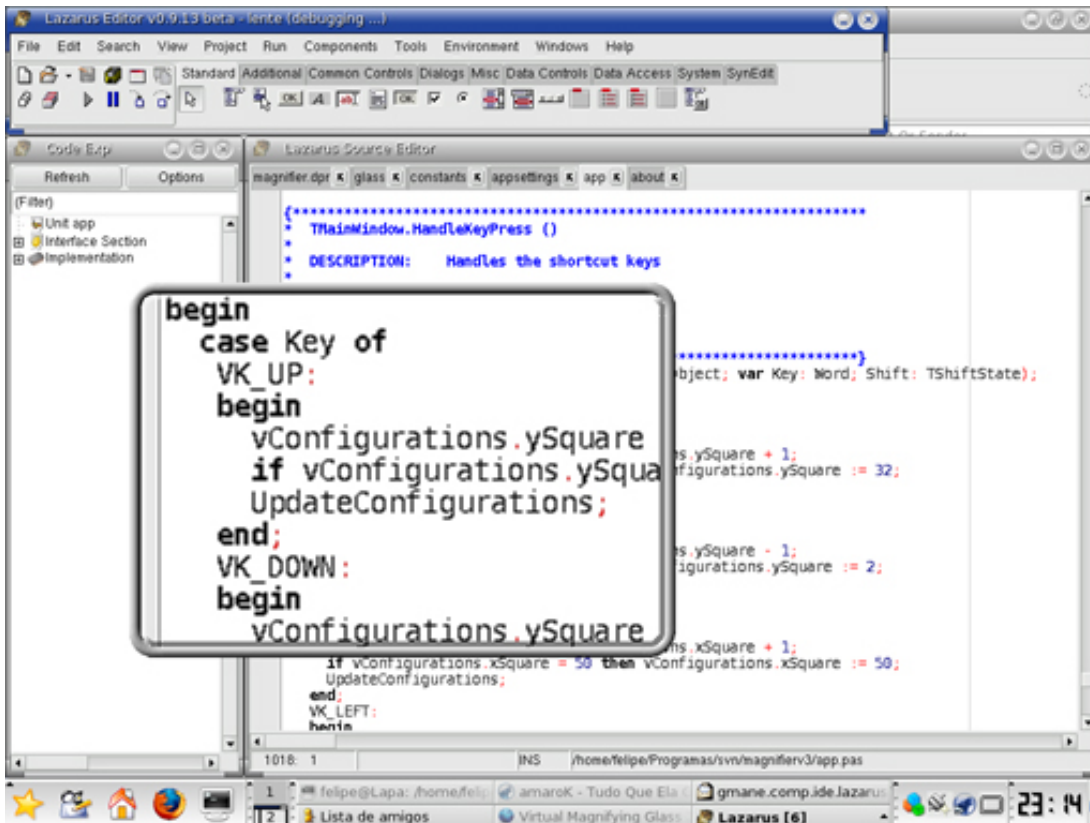 Lazarus Editor v0.9.13 beta - lente (debugging ...)
File Edit Search View Project Run Components Tools Environment Windows Help
Standard Additional Common Controls Dialogs Misc Data Controls Data Access System SynEdit
OK A ab| OK
Code Exp
Lazarus Source Editor
Refresh Options
magnifier.dpr glass constants appsettings app about
(Filter)
Unit app
Interface Section
Implementation
{********************************************************************
* TMainWindow.HandleKeyPress ()
*
* DESCRIPTION: Handles the shortcut keys
*
**********************}
bject; var Key: Word; Shift: TShiftState);
begin
case Key of
VK_UP:
begin
vConfigurations.ySquare
if vConfigurations.ySqua
UpdateConfigurations;
end;
VK_DOWN:
begin
vConfigurations.ySquare
ns.ySquare + 1;
figurations.ySquare := 32;
ns.ySquare - 1;
igurations.ySquare := 2;
ns.xSquare + 1;
if vConfigurations.xSquare = 50 then vConfigurations.xSquare := 50;
UpdateConfigurations;
end;
VK_LEFT:
begin
1018: 1 INS /home/felipe/Programas/svn/magnifierv3/app.pas
1 felipe@Lapa: /home/felip amaroK - Tudo Que Ela gmane.comp.ide.lazarus
2 Lista de amigos Virtual Magnifying Glass Lazarus [6]
23:14